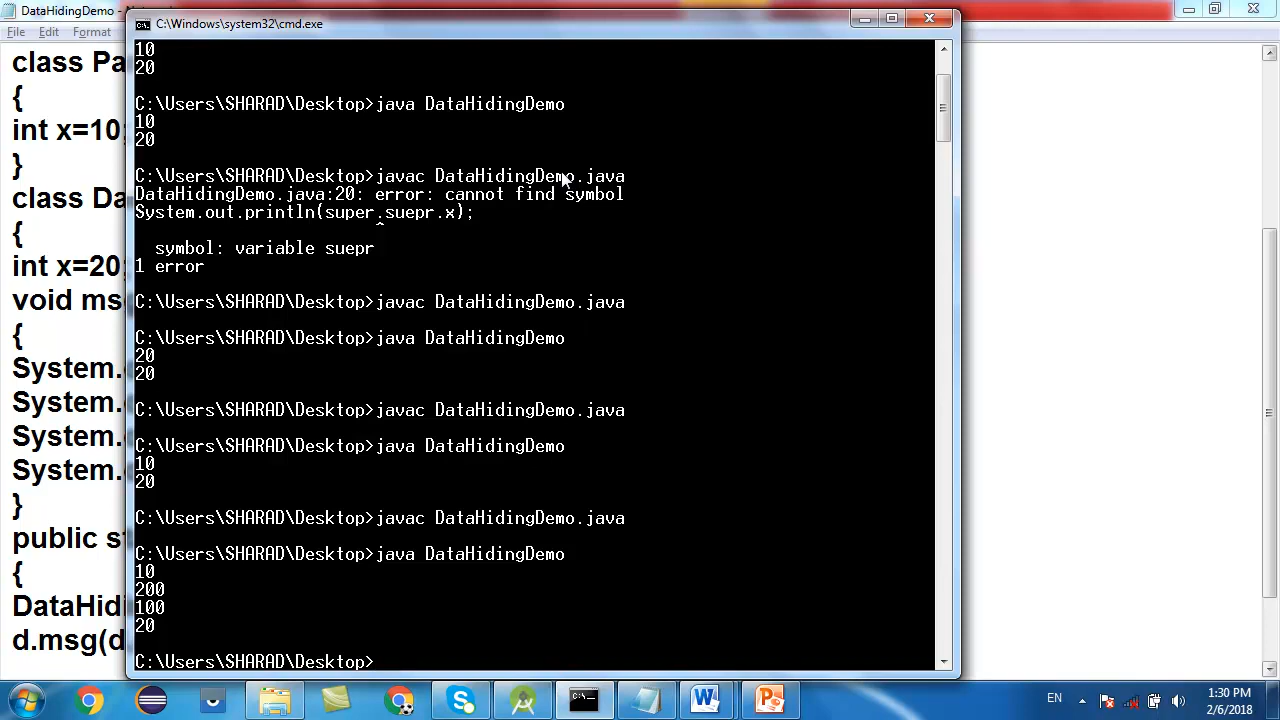 DataHidingDemo -
File Edit Format
C:\Windows\system32\cmd.exe
class Pa
{
int x=10;
}
class Da
{
int x=20;
void msg
{
System.
System.
System.
System.
}
public st
{
DataHidi
d.msg(d
10
20
C:\Users\SHARAD\Desktop>java DataHidingDemo
10
20
C:\Users\SHARAD\Desktop>javac DataHidingDemo.java
DataHidingDemo.java:20: error: cannot find symbol
System.out.println(super.suepr.x);
^
symbol: variable suepr
1 error
C:\Users\SHARAD\Desktop>javac DataHidingDemo.java
C:\Users\SHARAD\Desktop>java DataHidingDemo
20
20
C:\Users\SHARAD\Desktop>javac DataHidingDemo.java
C:\Users\SHARAD\Desktop>java DataHidingDemo
10
20
C:\Users\SHARAD\Desktop>javac DataHidingDemo.java
C:\Users\SHARAD\Desktop>java DataHidingDemo
10
200
100
20
C:\Users\SHARAD\Desktop>
EN
1:30 PM
2/6/2018